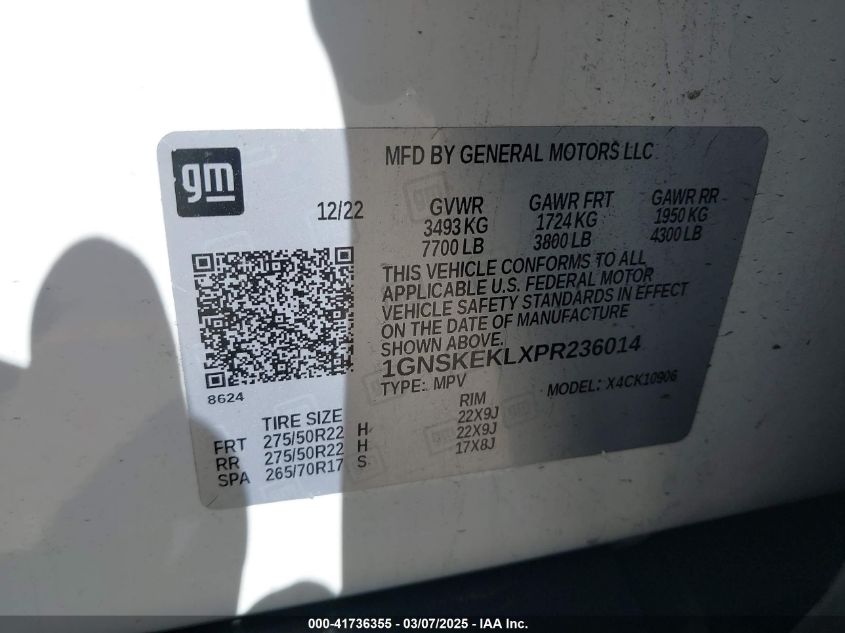 gm
MFD BY GENERAL MOTORS LLC
12/22
GVWR
3493 KG
7700 LB
GAWR FRT
1724 KG
3800 LB
GAWR RR
1950 KG
4300 LB
THIS VEHICLE CONFORMS TO ALL
APPLICABLE U.S. FEDERAL MOTOR
VEHICLE SAFETY STANDARDS IN EFFECT
ON THE DATE OF MANUFACTURE
SHOWN ABOVE.
1GNSKEKLXPR236014
TYPE: MPV
MODEL: X4CK10906
8624
TIRE SIZE RIM
FRT 275/50R22 H 22X9J
RR 275/50R22 H 22X9J
SPA 265/70R17 S 17X8J
000-41736355 — 03/07/2025 — IAA Inc.